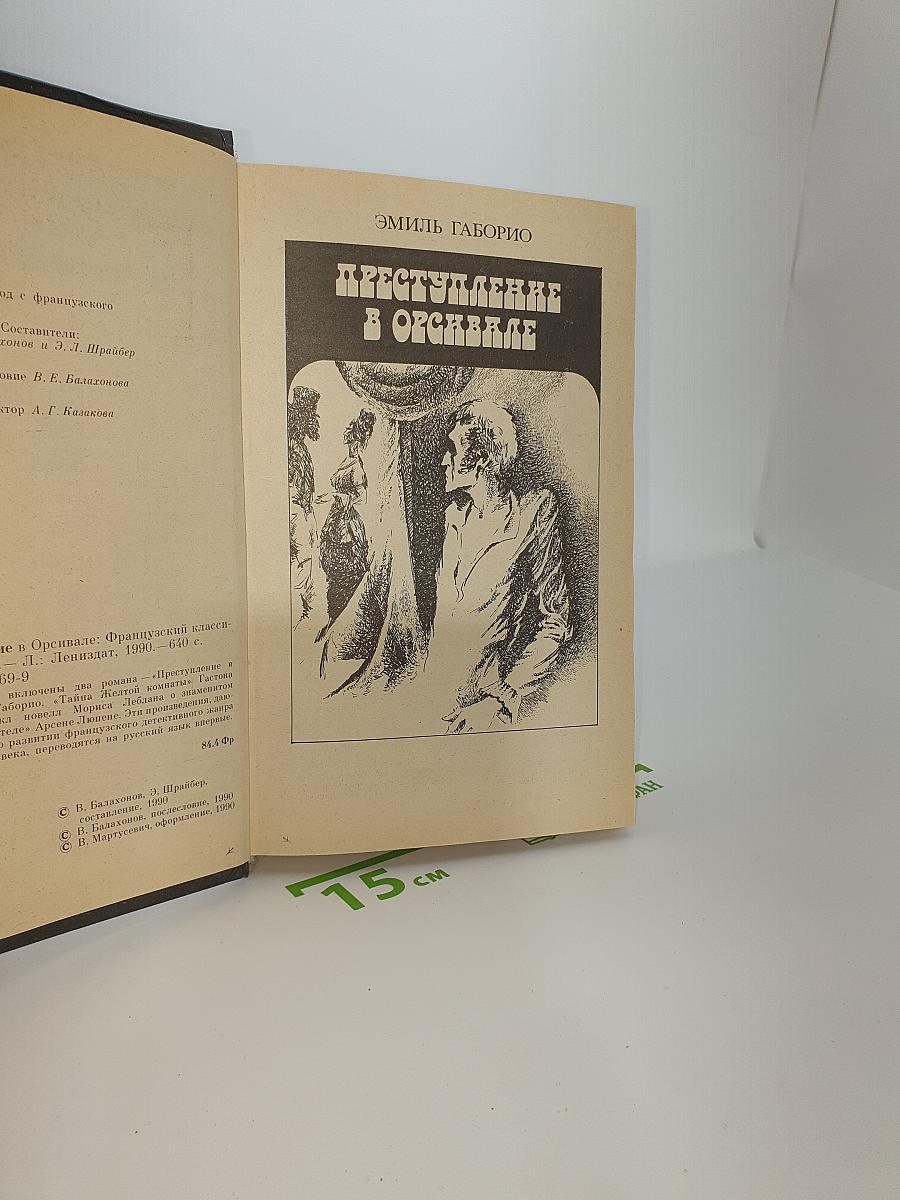 од с французского
Составители:
хонов и Э. Л. Шрайбер
овие В. Е. Балахонова
ктор А. Г. Казакова
ие в Орсивале: Французский класси-
— Л.: Лениздат, 1990.—640 с.
69-9
включены два романа—«Преступление в
Габорио, «Тайна Желтой комнаты» Гастона
кл новелл Мориса Леблана о знаменитом
теле» Арсене Люпене. Эти произведения, даю-
о развитии французского детективного жанра
века, переводятся на русский язык впервые.
84.4 Фр
© В. Балахонов, Э. Шрайбер,
составление, 1990
© В. Балахонов, послесловие, 1990
© В. Мартусевич, оформление, 1990
ЭМИЛЬ ГАБОРИО
ПРЕСТУПЛЕНИЕ
В ОРСИВАЛЕ
15 см